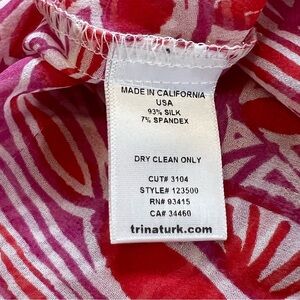 MADE IN CALIFORNIA
USA
93% SILK
7% SPANDEX
DRY CLEAN ONLY
CUT# 3104
STYLE# 123500
RN# 93415
CA# 34460
trinaturk.com